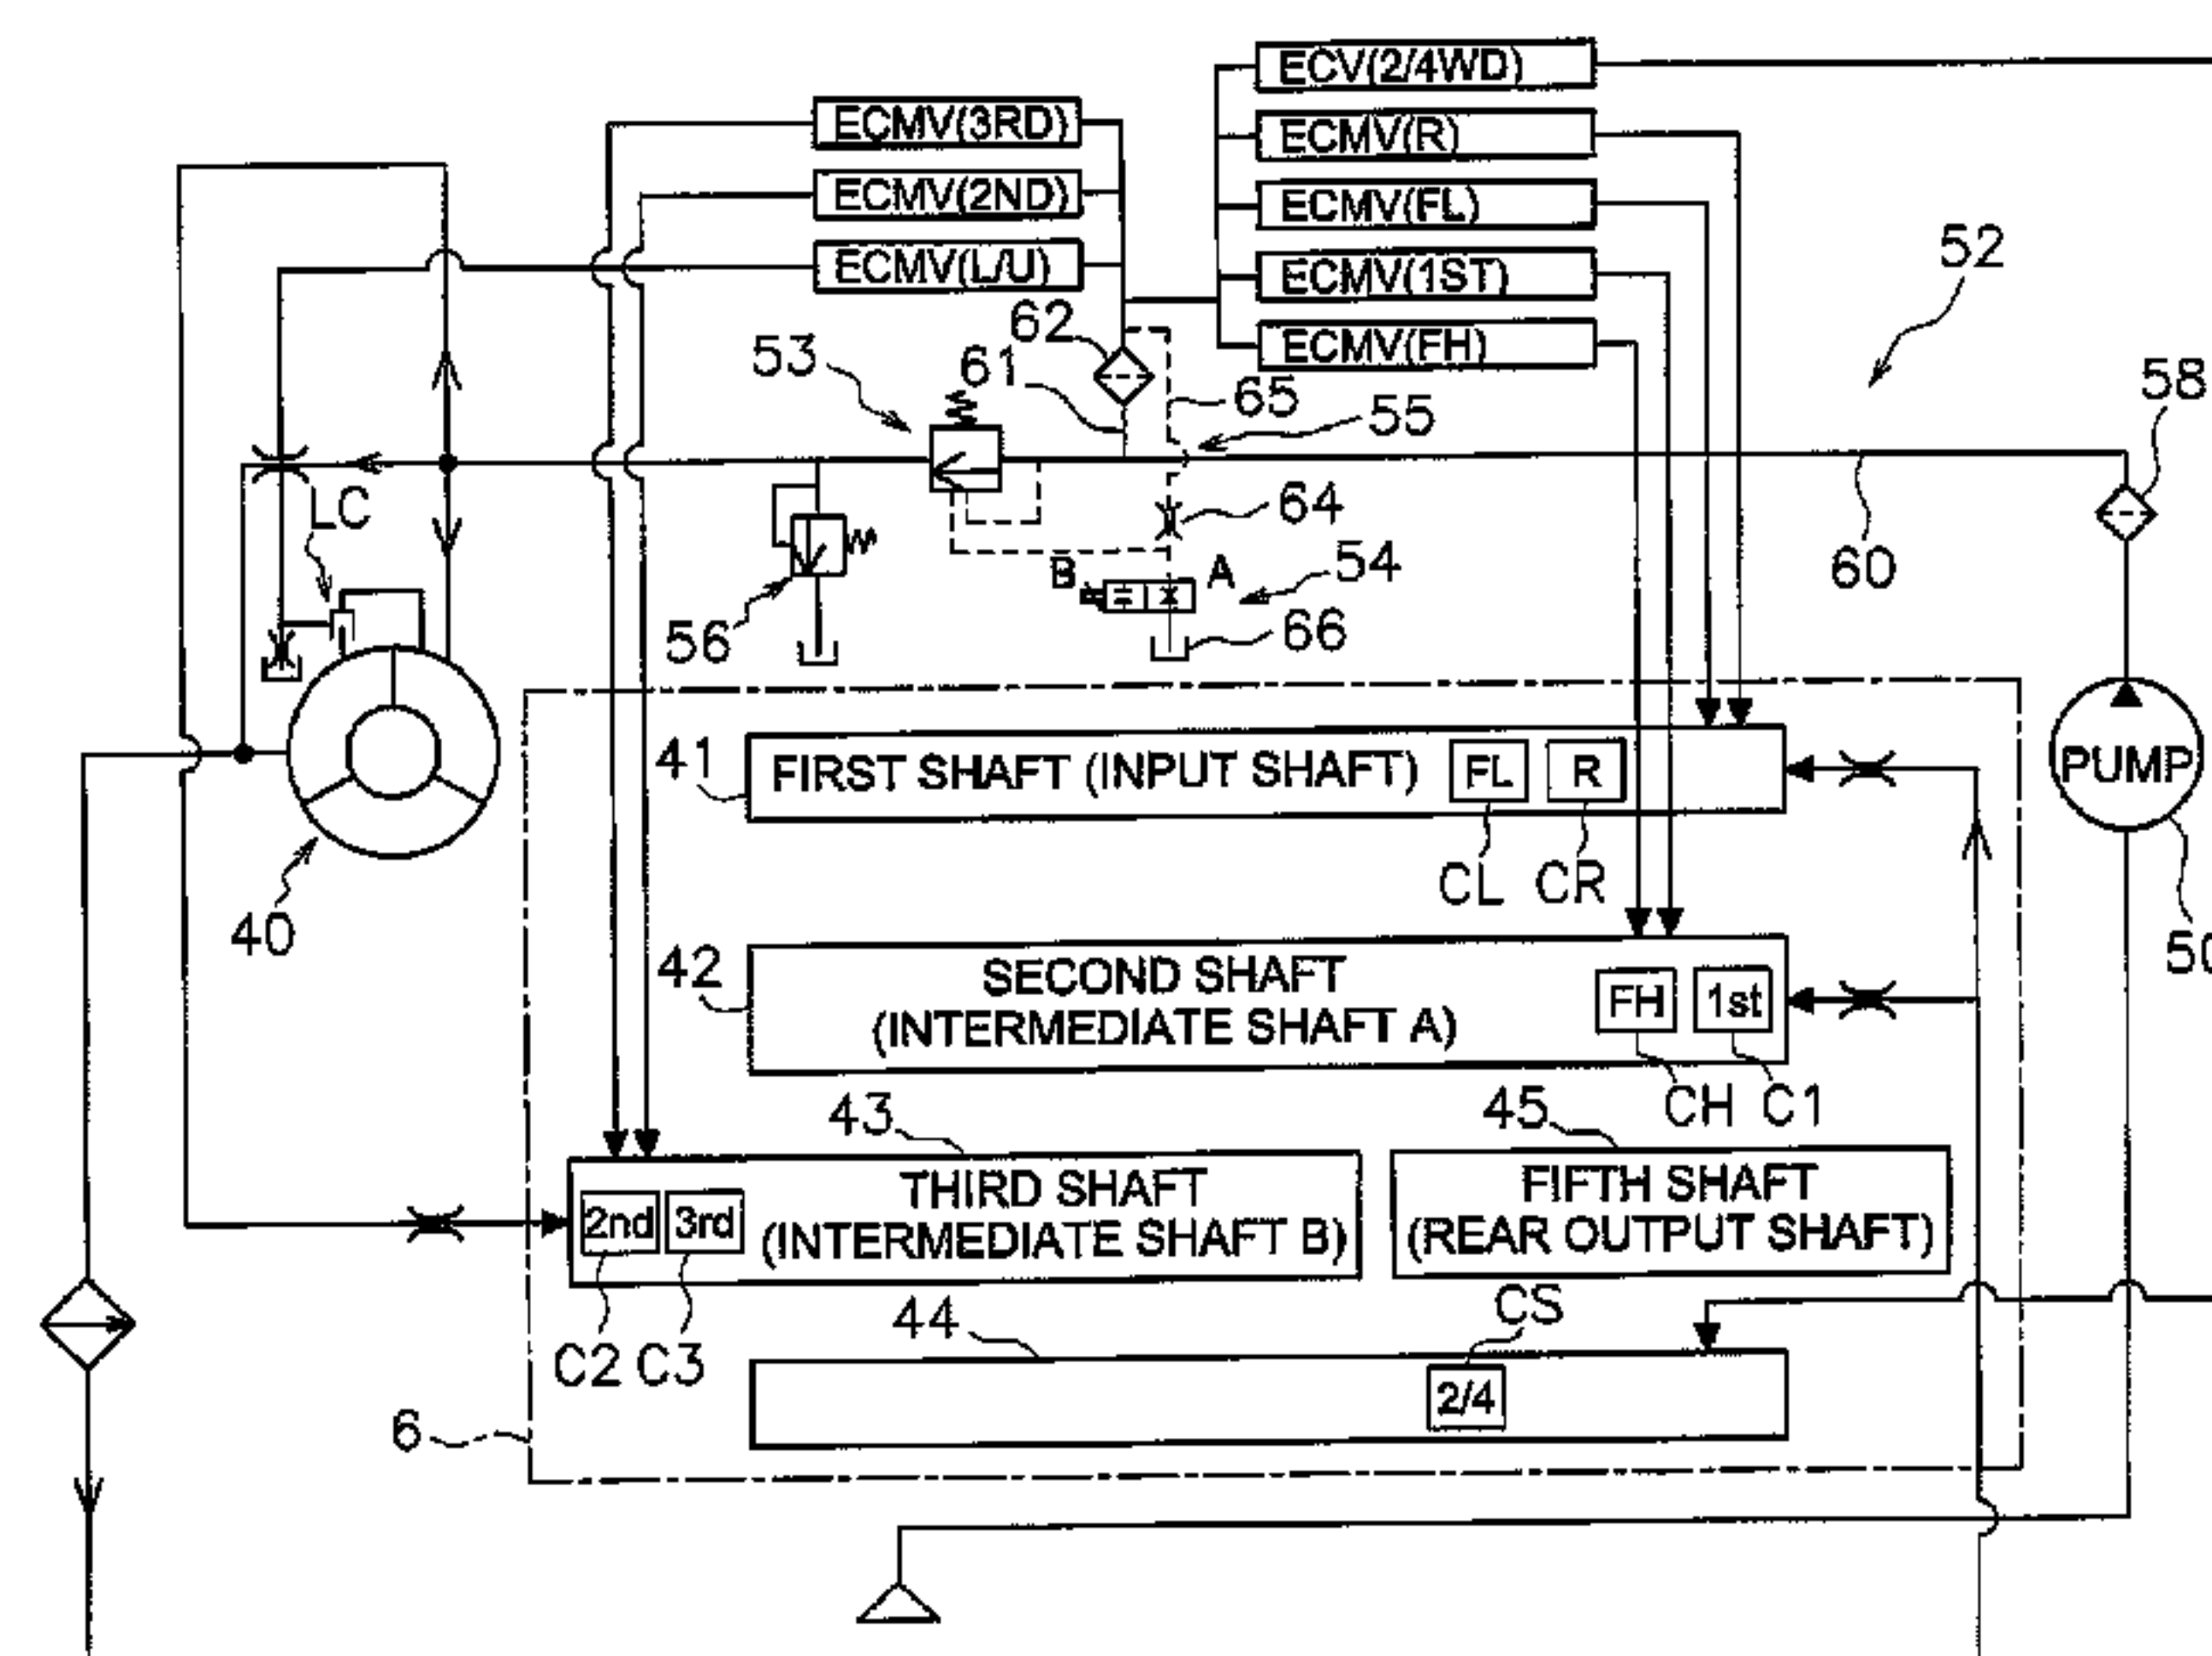 ECV(2/4WD)
ECMV(3RD)
ECMV(R)
ECMV(2ND)
ECMV(FL)
52
ECMV(L/U)
ECMV(1ST)
62
53
61
ECMV(FH)
58
65
55
LC
64
B
A
54
60
56
66
41
FIRST SHAFT (INPUT SHAFT)
FL
R
PUMP
CL
CR
40
42
SECOND SHAFT
(INTERMEDIATE SHAFT A)
FH
1st
CH
C1
43
45
2nd
3rd
THIRD SHAFT
(INTERMEDIATE SHAFT B)
FIFTH SHAFT
(REAR OUTPUT SHAFT)
C2
C3
44
CS
2/4
6